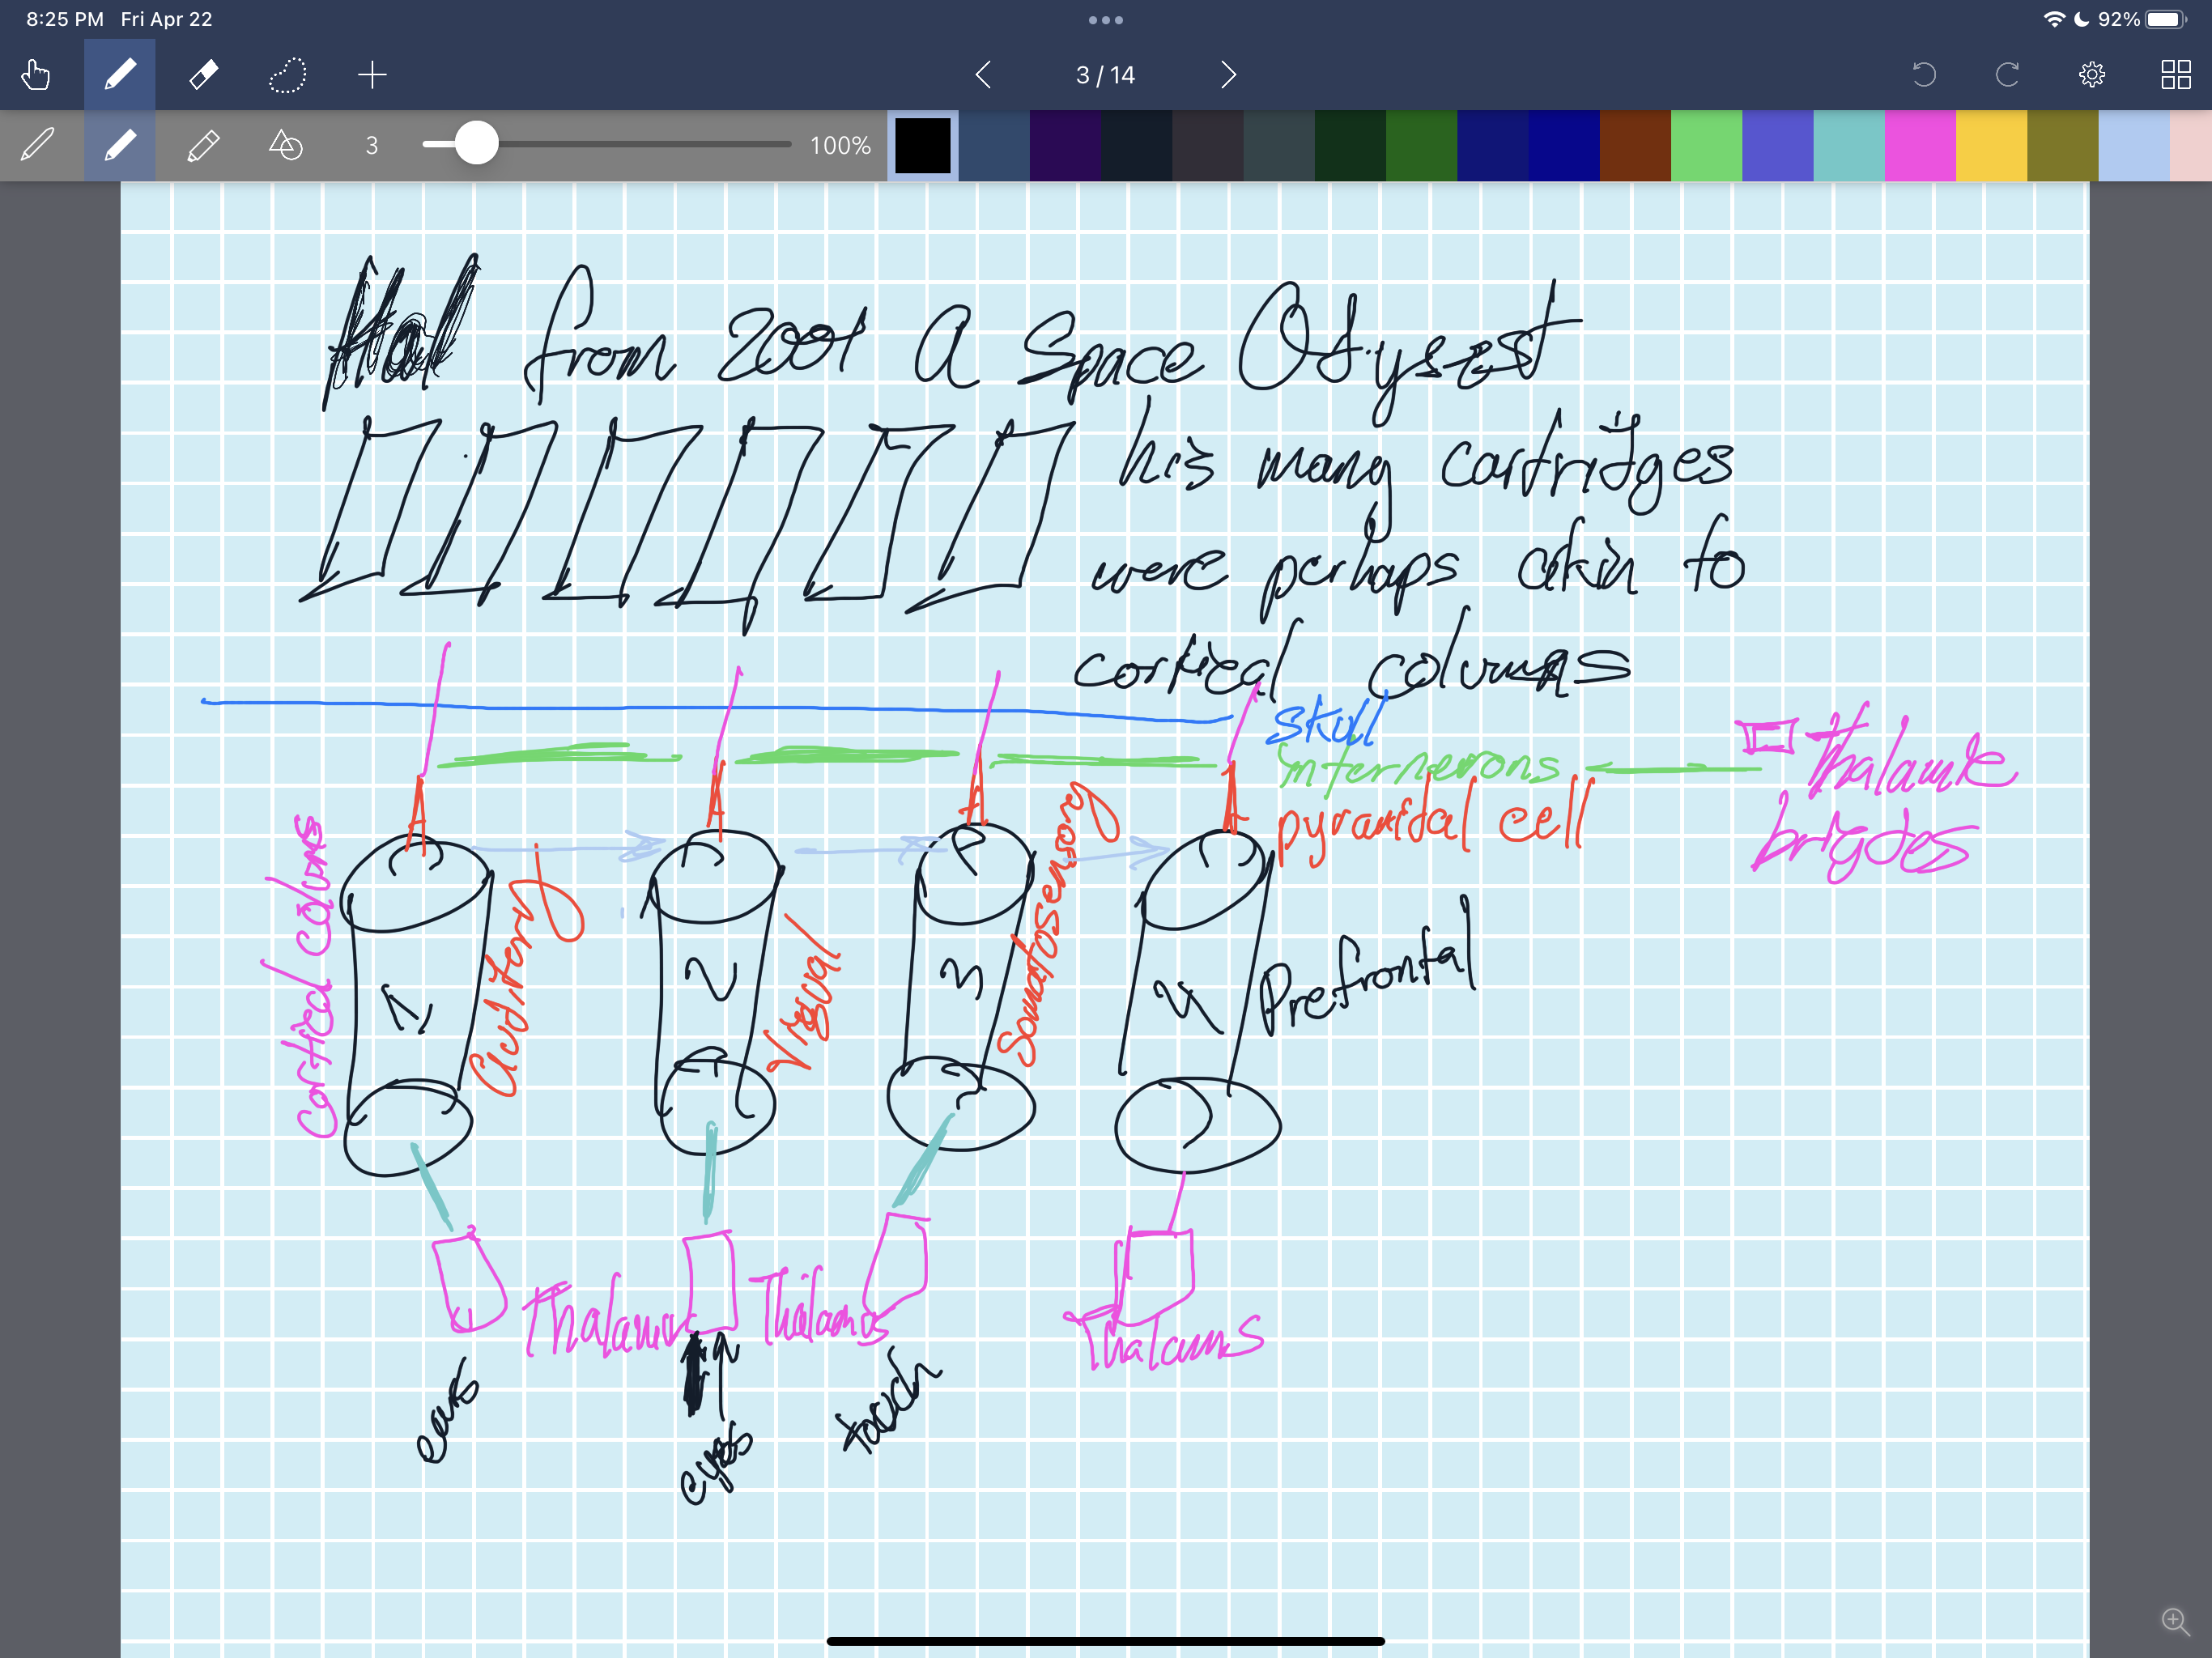 8:25 PM Fri Apr 22
92%
3 / 14
3
100%
Hal from 2001 A Space
his many cartridges
were perhaps akin to
cortical columns
skull
interneurons
thalamic
bridges
pyramidal cell
cortical columns
1
Auditory
2
Visual
3
Somatosensory
4
Prefrontal
Thalamus
Thalamus
Thalamus
ears
eyes
touch